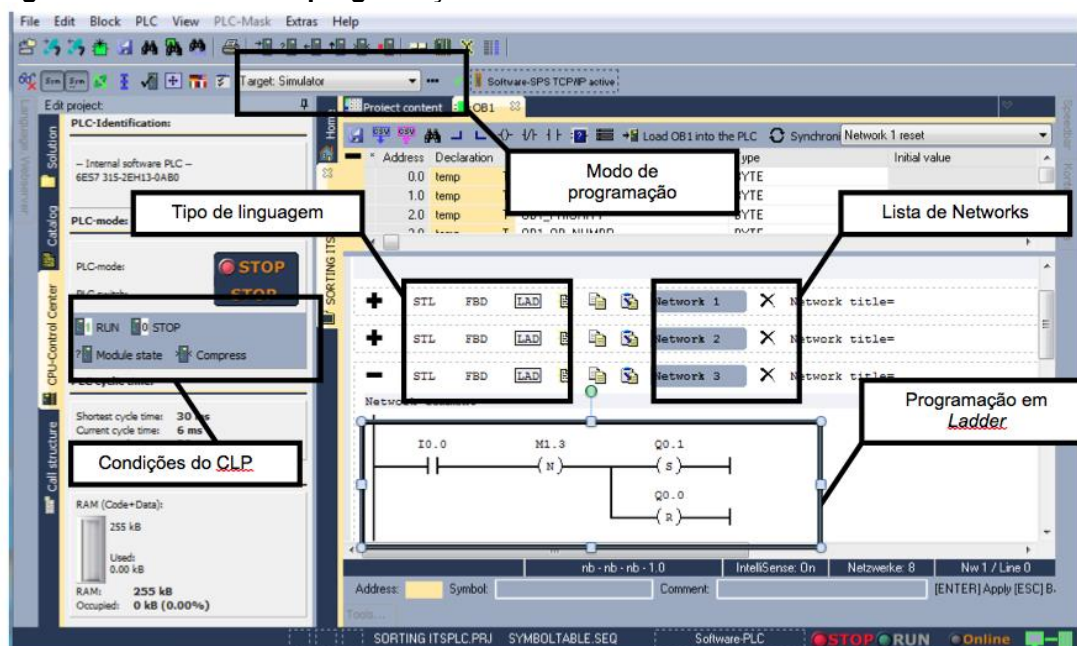 File Edit Block PLC View PLC-Mask Extras Help
Target: Simulator
Software-SPS TCP/IP active
Edit project:
Project content
OB1
PLC-Identification:
-- Internal software PLC --
6ES7 315-2EH13-0AB0
Load OB1 into the PLC
Synchroni
Network 1 reset
Address Declaration
Initial value
0.0 temp
BYTE
1.0 temp
BYTE
2.0 temp
BYTE
Modo de
programação
Tipo de linguagem
Lista de Networks
PLC-mode:
PLC-mode:
STOP
STOP
RUN
STOP
Module state
Compress
STL FBD LAD
Network 1
Network title=
STL FBD LAD
Network 2
Network title=
STL FBD LAD
Network 3
Network title=
Shortest cycle time: 30 ms
Current cycle time: 6 ms
Condições do CLP
Programação em
Ladder
I0.0 M1.3 Q0.1
( N ) ( S )
Q0.0
( R )
RAM (Code+Data):
255 kB
Used:
0.00 kB
RAM: 255 kB
Occupied: 0 kB (0.00%)
nb - nb - nb - 1.0
IntelliSense: On
Netzwerke: 8
Nw 1 / Line 0
Address:
Symbol:
Comment:
[ENTER] Apply [ESC] B
Tools...
SORTING ITSPLC.PRJ
SYMBOLTABLE.SEQ
Software-PLC
STOP
RUN
Online
Solution
Catalog
CPU-Control Center
Call structure
SORTING ITS